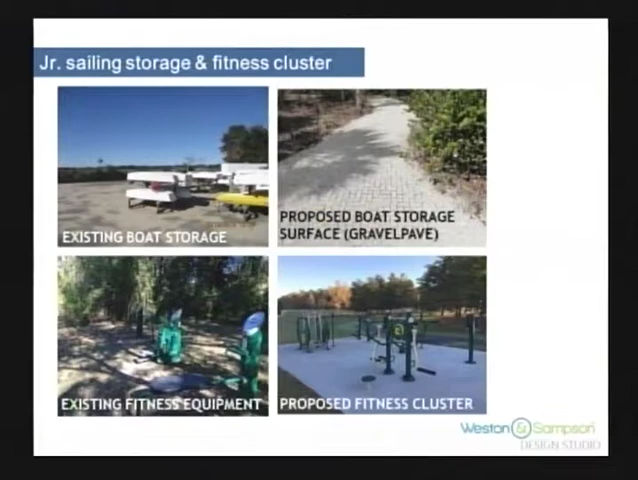 Jr. sailing storage & fitness cluster
EXISTING BOAT STORAGE
PROPOSED BOAT STORAGE
SURFACE (GRAVELPAVE)
EXISTING FITNESS EQUIPMENT
PROPOSED FITNESS CLUSTER
Weston & Sampson
DESIGN STUDIO